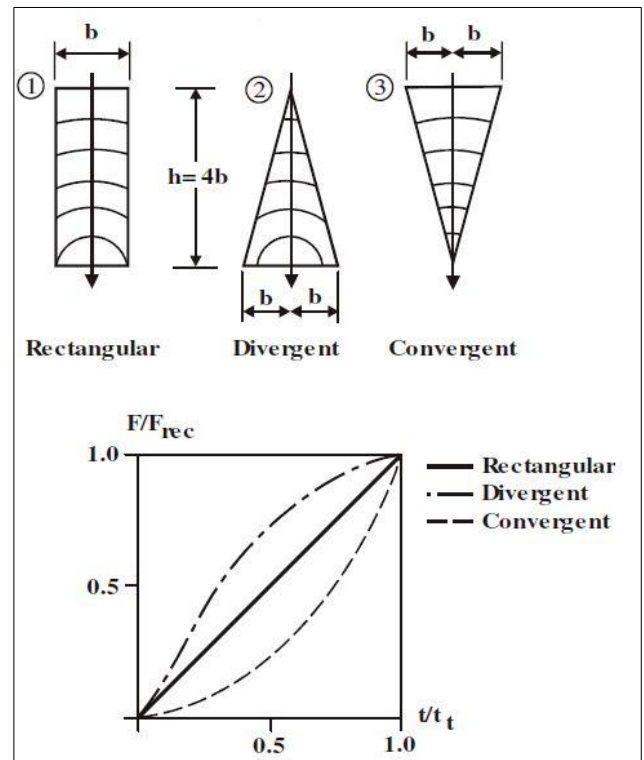 b
b b
① ② ③
h= 4b
b b
Rectangular Divergent Convergent
F/Frec
1.0
Rectangular
Divergent
Convergent
0.5
t/tt
0.5 1.0